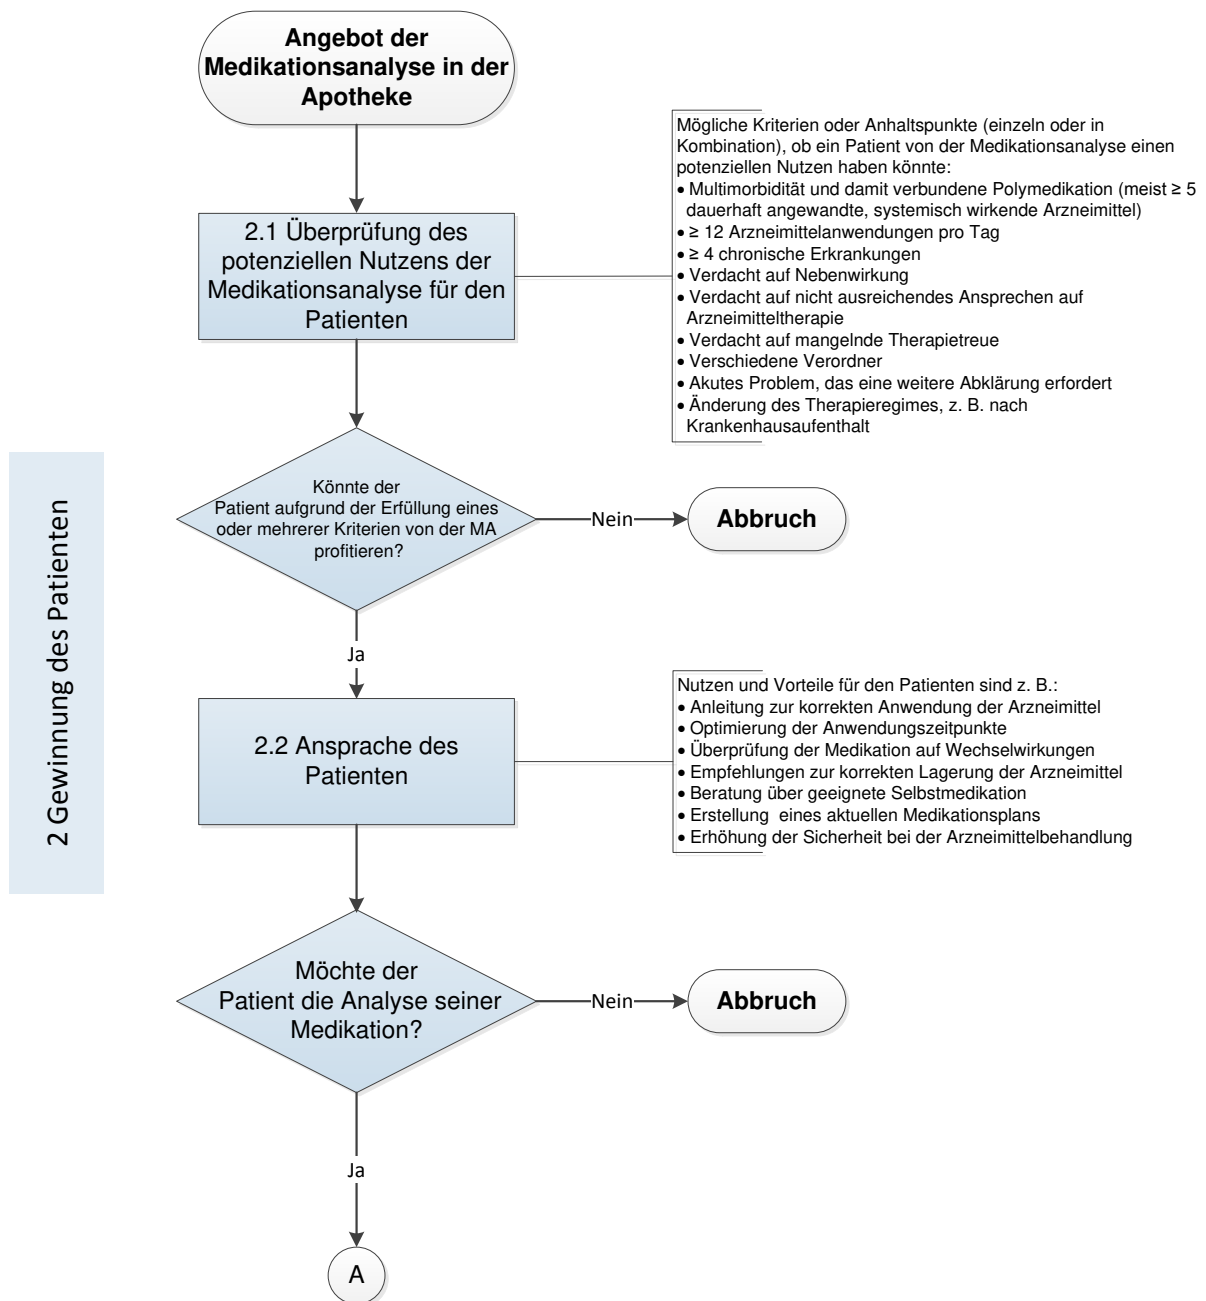 Angebot der
Medikationsanalyse in der
Apotheke
Mögliche Kriterien oder Anhaltspunkte (einzeln oder in
Kombination), ob ein Patient von der Medikationsanalyse einen
potenziellen Nutzen haben könnte:
• Multimorbidität und damit verbundene Polymedikation (meist ≥ 5
dauerhaft angewandte, systemisch wirkende Arzneimittel)
• ≥ 12 Arzneimittelanwendungen pro Tag
• ≥ 4 chronische Erkrankungen
• Verdacht auf Nebenwirkung
• Verdacht auf nicht ausreichendes Ansprechen auf
Arzneimitteltherapie
• Verdacht auf mangelnde Therapietreue
• Verschiedene Verordner
• Akutes Problem, das eine weitere Abklärung erfordert
• Änderung des Therapieregimes, z. B. nach
Krankenhausaufenthalt
2.1 Überprüfung des
potenziellen Nutzens der
Medikationsanalyse für den
Patienten
2 Gewinnung des Patienten
Könnte der
Patient aufgrund der Erfüllung eines
oder mehrerer Kriterien von der MA
profitieren?
Nein
Abbruch
Ja
2.2 Ansprache des
Patienten
Nutzen und Vorteile für den Patienten sind z. B.:
• Anleitung zur korrekten Anwendung der Arzneimittel
• Optimierung der Anwendungszeitpunkte
• Überprüfung der Medikation auf Wechselwirkungen
• Empfehlungen zur korrekten Lagerung der Arzneimittel
• Beratung über geeignete Selbstmedikation
• Erstellung  eines aktuellen Medikationsplans
• Erhöhung der Sicherheit bei der Arzneimittelbehandlung
Möchte der
Patient die Analyse seiner
Medikation?
Nein
Abbruch
Ja
A